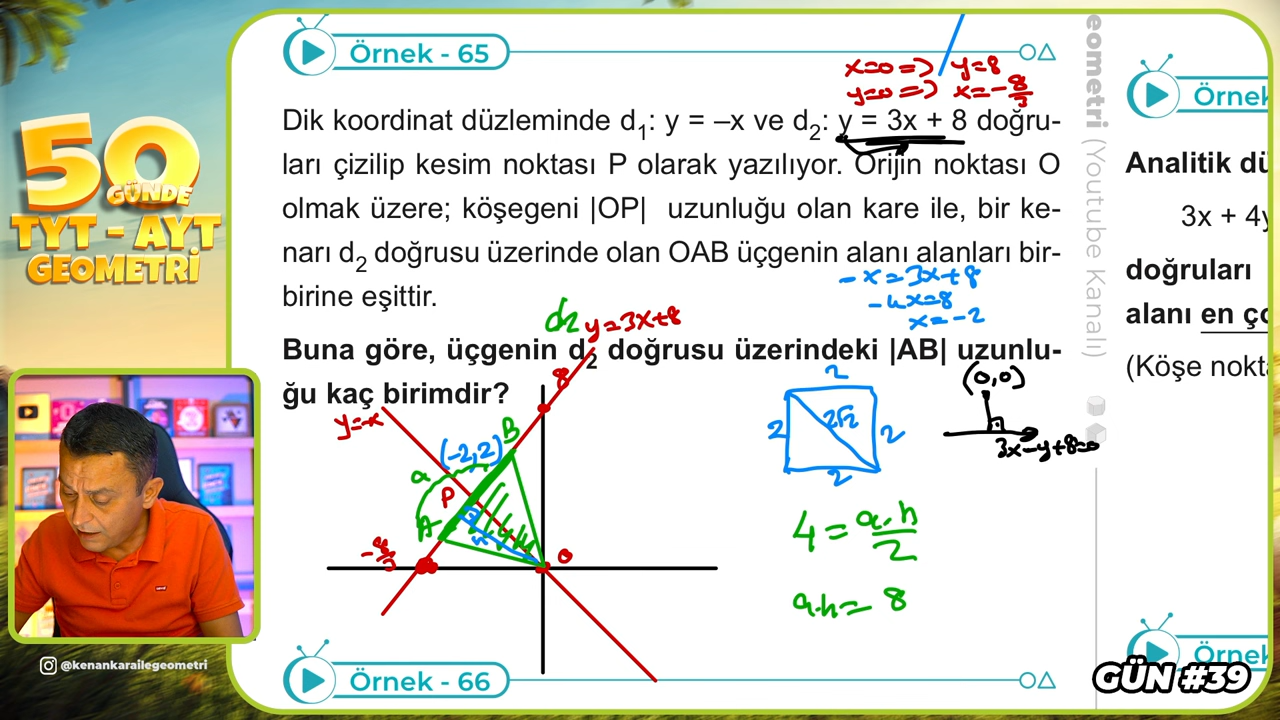 50
GÜNDE
TYT - AYT
GEOMETRİ
@kenankarailegeometri
Örnek - 65
x=0 => y=8
y=0 => x=-8/3
Dik koordinat düzleminde d1: y = –x ve d2: y = 3x + 8 doğru-
ları çizilip kesim noktası P olarak yazılıyor. Orijin noktası O
olmak üzere; köşegeni |OP| uzunluğu olan kare ile, bir ke-
narı d2 doğrusu üzerinde olan OAB üçgenin alanı alanları bir-
birine eşittir.
-x=3x+8
-4x=8
x=-2
Buna göre, üçgenin d2 doğrusu üzerindeki |AB| uzunlu-
ğu kaç birimdir?
d2 y=3x+8
8
y=-x
(-2,2)
B
a
P
A
h
-8/3
O
2
2
2√2
2
2
(0,0)
3x-y+8=0
4=a.h/2
a.h=8
Örnek - 66
eometri (Youtube Kanalı)
Örnek
Analitik dü
3x + 4y
doğruları
alanı en ço
(Köşe nokta
Örnek
GÜN #39